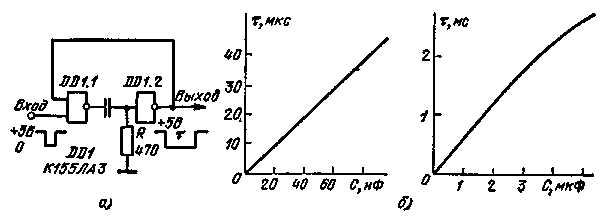 DD1.1
DD1.2
Вход
Выход
+5В
0
R
470
+5В
τ
DD1
К155ЛА3
а)
τ, мкс
40
30
20
10
0
20 40 60 C, нФ
τ, мс
2
1
0
1 2 3 C, мкФ
б)